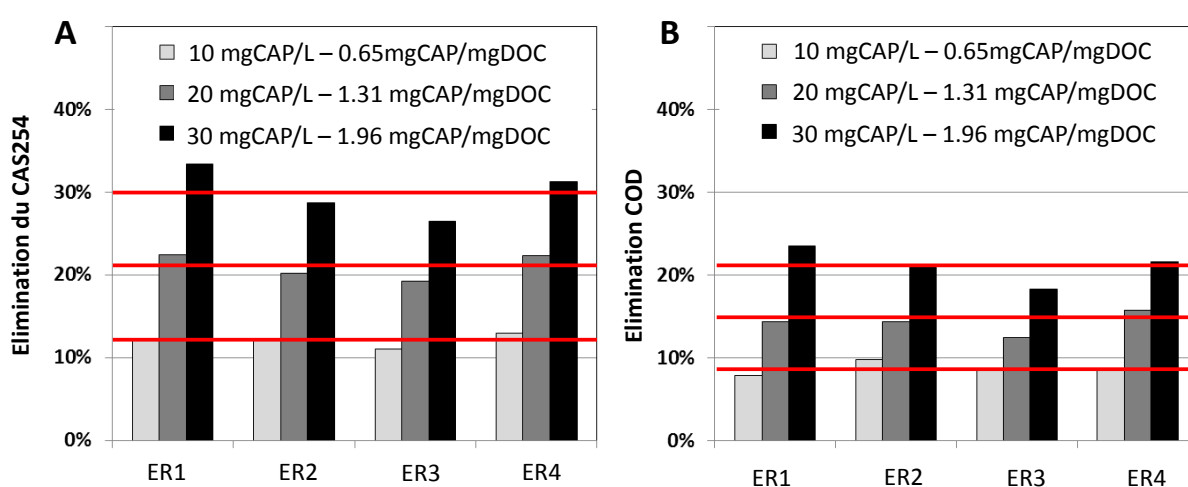 A
10 mgCAP/L – 0.65mgCAP/mgDOC
20 mgCAP/L – 1.31 mgCAP/mgDOC
30 mgCAP/L – 1.96 mgCAP/mgDOC
Elimination du CAS254
40%
30%
20%
10%
0%
ER1 ER2 ER3 ER4
B
10 mgCAP/L – 0.65mgCAP/mgDOC
20 mgCAP/L – 1.31 mgCAP/mgDOC
30 mgCAP/L – 1.96 mgCAP/mgDOC
Elimination COD
40%
30%
20%
10%
0%
ER1 ER2 ER3 ER4